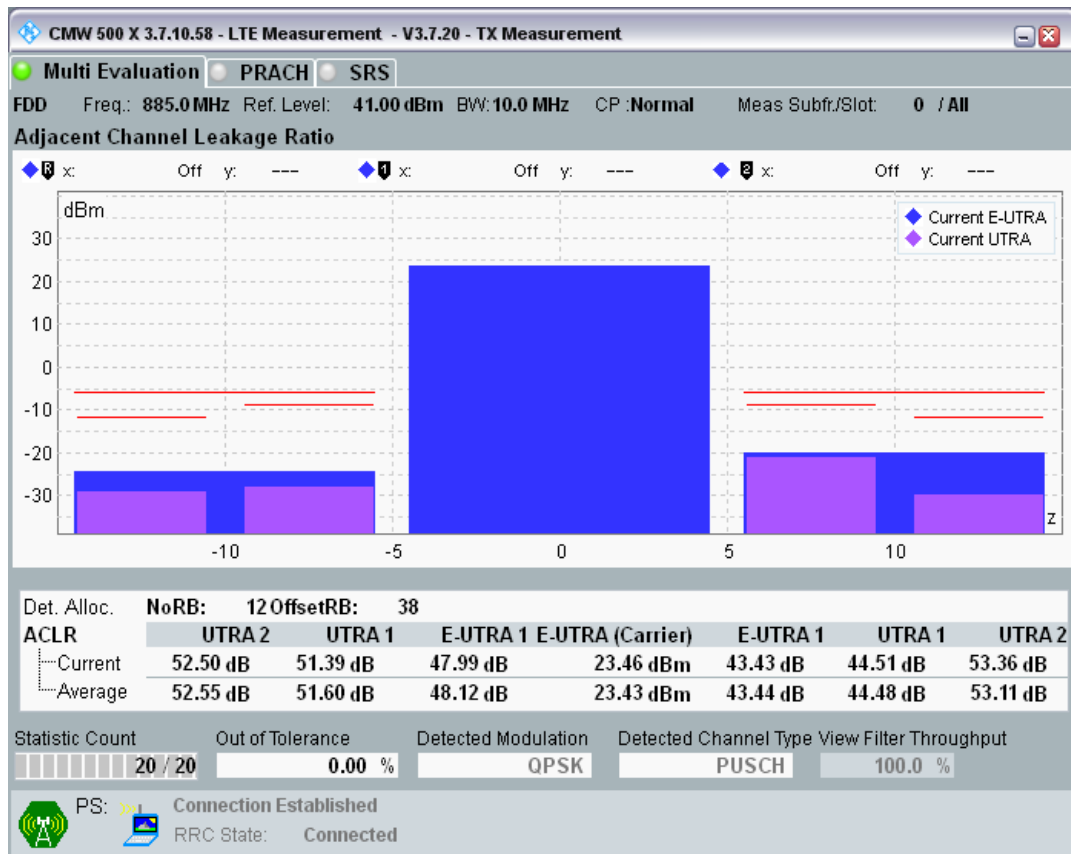 CMW 500 X 3.7.10.58 - LTE Measurement - V3.7.20 - TX Measurement
Multi Evaluation PRACH SRS
FDD Freq.: 885.0 MHz Ref. Level: 41.00 dBm BW: 10.0 MHz CP :Normal Meas Subfr./Slot: 0 / All
Adjacent Channel Leakage Ratio
R x: Off y: --- 1 x: Off y: --- 2 x: Off y: ---
dBm
Current E-UTRA
Current UTRA
30
20
10
0
-10
-20
-30
z
-10 -5 0 5 10
Det. Alloc. NoRB: 12 OffsetRB: 38
ACLR UTRA 2 UTRA 1 E-UTRA 1 E-UTRA (Carrier) E-UTRA 1 UTRA 1 UTRA 2
Current 52.50 dB 51.39 dB 47.99 dB 23.46 dBm 43.43 dB 44.51 dB 53.36 dB
Average 52.55 dB 51.60 dB 48.12 dB 23.43 dBm 43.44 dB 44.48 dB 53.11 dB
Statistic Count Out of Tolerance Detected Modulation Detected Channel Type View Filter Throughput
20 / 20 0.00 % QPSK PUSCH 100.0 %
PS: Connection Established
RRC State: Connected